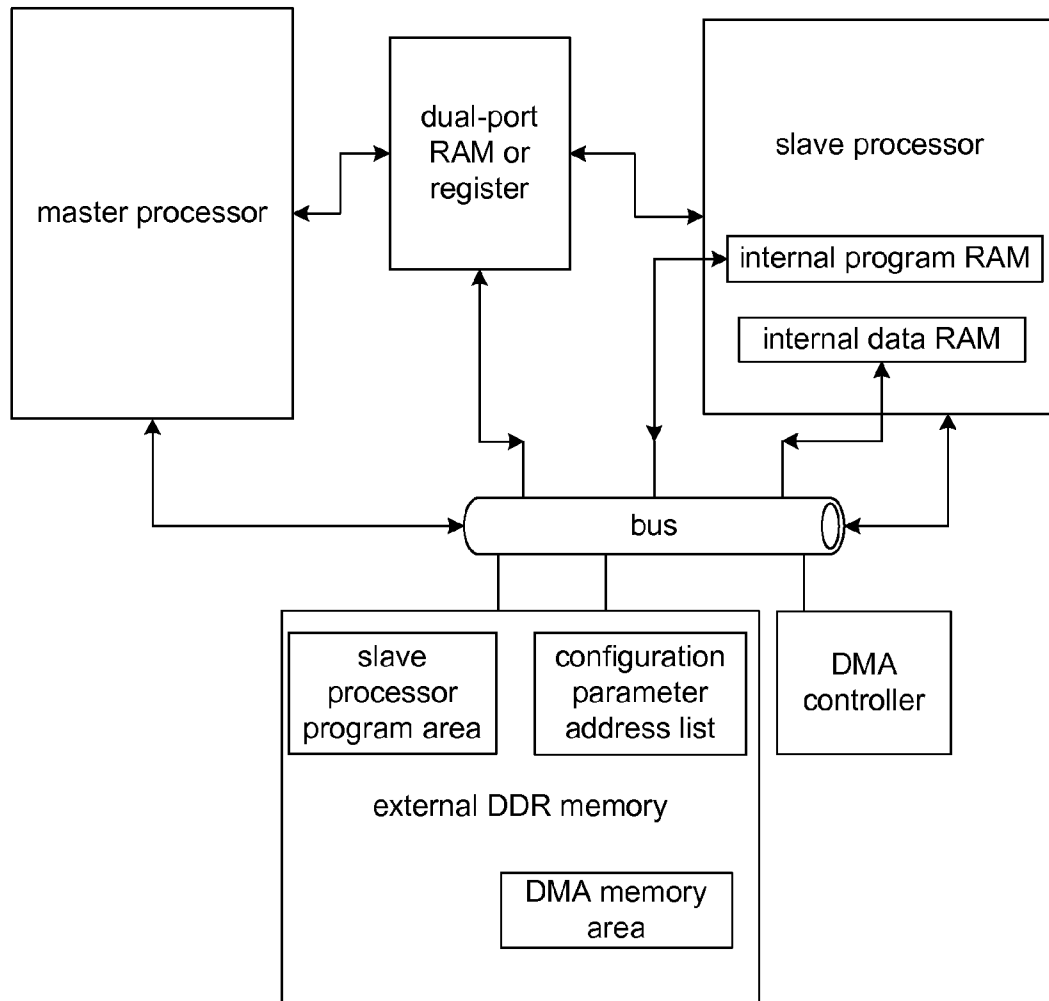 master processor
dual-port
RAM or
register
slave processor
internal program RAM
internal data RAM
bus
slave
processor
program area
configuration
parameter
address list
DMA
controller
external DDR memory
DMA memory
area